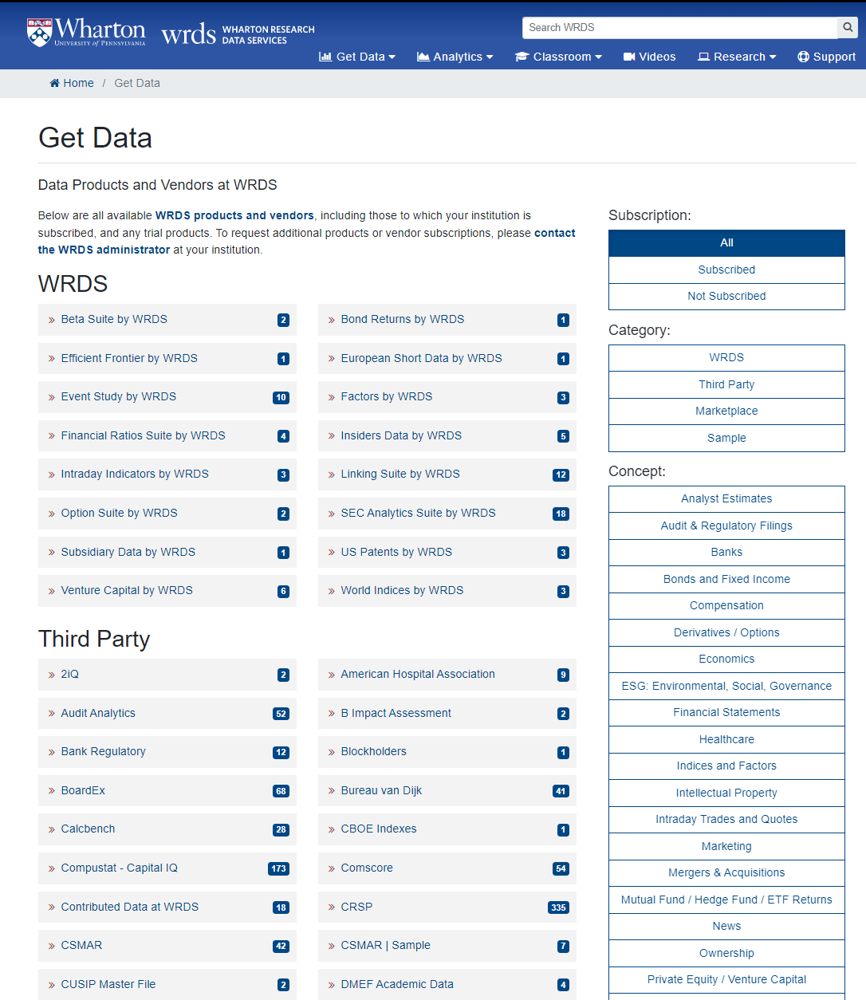 Wharton
UNIVERSITY of PENNSYLVANIA
wrds
WHARTON RESEARCH
DATA SERVICES
Search WRDS
Get Data
Analytics
Classroom
Videos
Research
Support
Home / Get Data
Get Data
Data Products and Vendors at WRDS
Below are all available WRDS products and vendors, including those to which your institution is
subscribed, and any trial products. To request additional products or vendor subscriptions, please contact
the WRDS administrator at your institution.
WRDS
» Beta Suite by WRDS 2
» Bond Returns by WRDS 1
» Efficient Frontier by WRDS 1
» European Short Data by WRDS 1
» Event Study by WRDS 10
» Factors by WRDS 3
» Financial Ratios Suite by WRDS 4
» Insiders Data by WRDS 5
» Intraday Indicators by WRDS 3
» Linking Suite by WRDS 12
» Option Suite by WRDS 2
» SEC Analytics Suite by WRDS 18
» Subsidiary Data by WRDS 1
» US Patents by WRDS 3
» Venture Capital by WRDS 6
» World Indices by WRDS 3
Third Party
» 2iQ 2
» American Hospital Association 9
» Audit Analytics 52
» B Impact Assessment 2
» Bank Regulatory 12
» Blockholders 1
» BoardEx 68
» Bureau van Dijk 41
» Calcbench 28
» CBOE Indexes 1
» Compustat - Capital IQ 173
» Comscore 54
» Contributed Data at WRDS 18
» CRSP 335
» CSMAR 42
» CSMAR | Sample 7
» CUSIP Master File 2
» DMEF Academic Data 4
Subscription:
All
Subscribed
Not Subscribed
Category:
WRDS
Third Party
Marketplace
Sample
Concept:
Analyst Estimates
Audit & Regulatory Filings
Banks
Bonds and Fixed Income
Compensation
Derivatives / Options
Economics
ESG: Environmental, Social, Governance
Financial Statements
Healthcare
Indices and Factors
Intellectual Property
Intraday Trades and Quotes
Marketing
Mergers & Acquisitions
Mutual Fund / Hedge Fund / ETF Returns
News
Ownership
Private Equity / Venture Capital